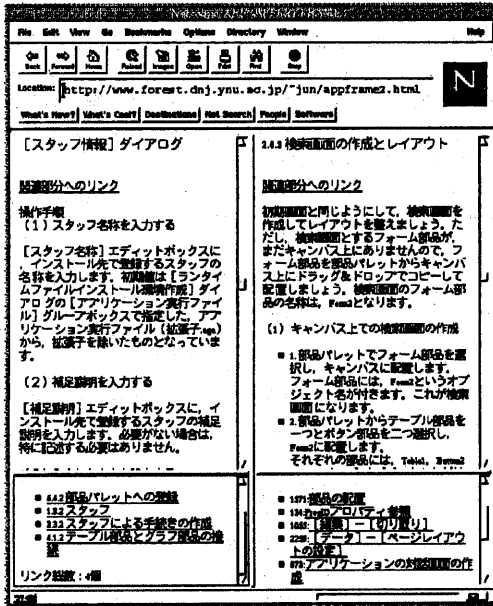 File Edit View Go Bookmarks Options Directory Window Help
Back Forward Home Reload Images Open Print Find Stop
Location: http://www.forest.dnj.ynu.ac.jp/~jun/appframe2.html
What's New? What's Cool? Destinations Net Search People Software
N
[スタッフ情報] ダイアログ
関連部分へのリンク
操作手順
(1) スタッフ名称を入力する
[スタッフ名称] エディットボックスに
インストール先で登録するスタッフの
名称を入力します。初期値は [ランタイ
ムファイルインストール環境作成] ダイ
アログの [アプリケーション実行ファイ
ル] グループボックスで指定した、アプ
リケーション実行ファイル (拡張子.
から、拡張子を除いたものとなっていま
す。
(2) 補足説明を入力する
[補足説明] エディットボックスに、イ
ンストール先で登録するスタッフの補足
説明を入力します。必要がない場合は、
特に記述する必要はありません。
2.4.2 検索画面の作成とレイアウト
関連部分へのリンク
初期画面と同じようにして、検索画面を
作成してレイアウトを整えましょう。た
だし、検索画面とするフォーム部品が、
まだキャンバス上にありませんので、フ
ォーム部品を部品パレットからキャンバ
ス上にドラッグ&ドロップでコピーして
配置しましょう。検索画面のフォーム部
品の名称は、Form2となります。
(1) キャンバス上での検索画面の作成
1. 部品パレットでフォーム部品を選
択し、キャンバスに配置します。
フォーム部品には、Form2というオブ
ジェクト名が付きます。これが検索
画面になります。
2. 部品パレットからテーブル部品を
一つとボタン部品を二つ選択し、
Form2に配置します。
それぞれの部品には、Table1, Button2
部品パレットへの登録
スタッフ
スタッフによる手続きの作成
テーブル部品とグラフ部品の接
続
リンク総数:4個
部品の配置
プロパティ
[編集] - [切り取り]
[データ] - [ページレイアウ
トの設定]
アプリケーションの対話画面の作
成